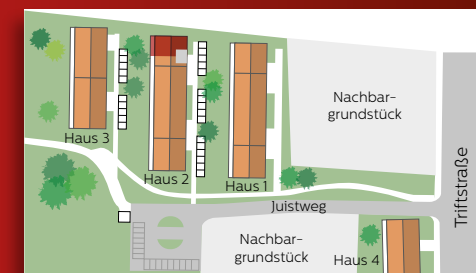 Nachbar-
grundstück
Haus 3
Haus 2
Haus 1
Triftstraße
Juistweg
Nachbar-
grundstück
Haus 4